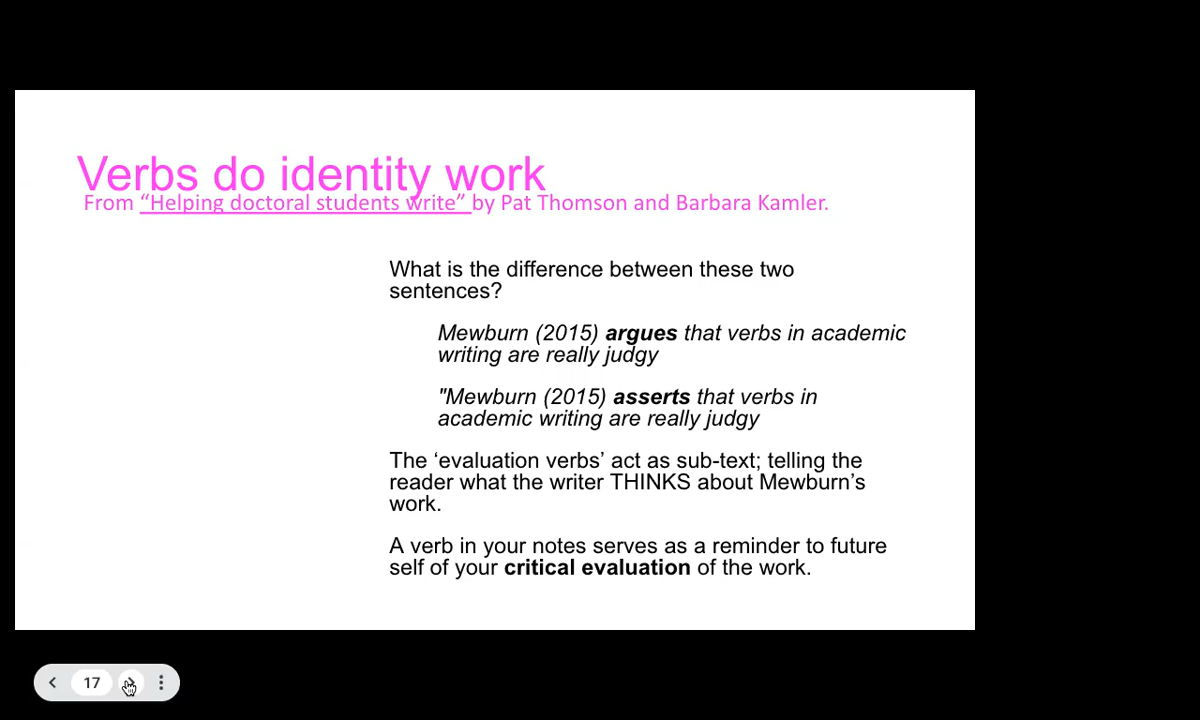 Verbs do identity work
From “Helping doctoral students write” by Pat Thomson and Barbara Kamler.
What is the difference between these two
sentences?
Mewburn (2015) argues that verbs in academic
writing are really judgy
"Mewburn (2015) asserts that verbs in
academic writing are really judgy
The ‘evaluation verbs’ act as sub-text; telling the
reader what the writer THINKS about Mewburn’s
work.
A verb in your notes serves as a reminder to future
self of your critical evaluation of the work.
17